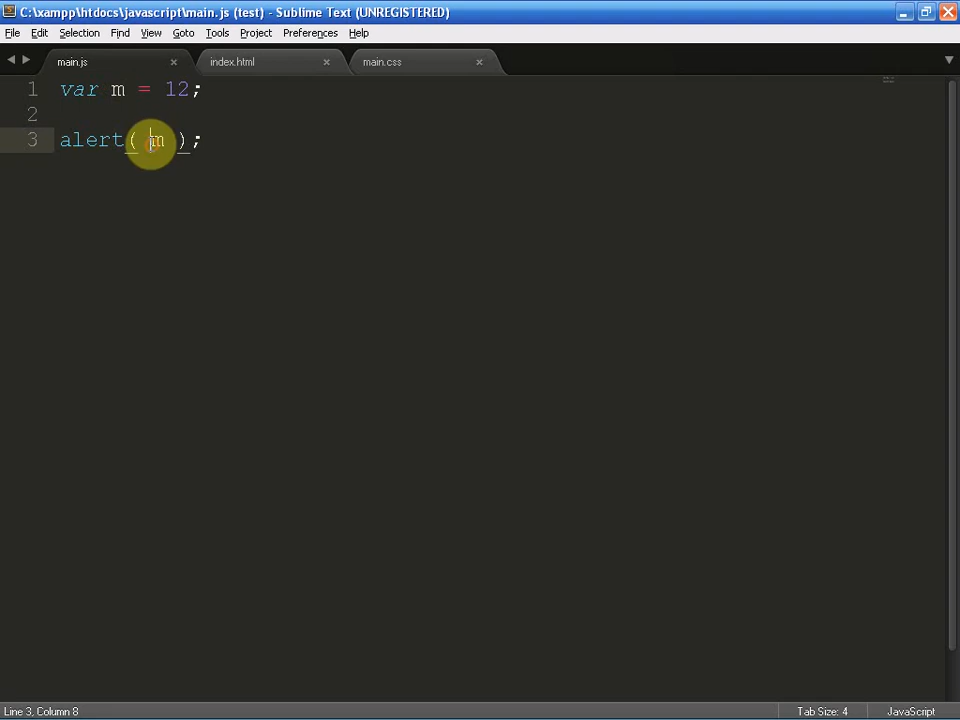 C:\xampp\htdocs\javascript\main.js (test) - Sublime Text (UNREGISTERED)
File Edit Selection Find View Goto Tools Project Preferences Help
main.js index.html main.css
1 var m = 12;
2
3 alert( m );
Line 3, Column 8 Tab Size: 4 JavaScript